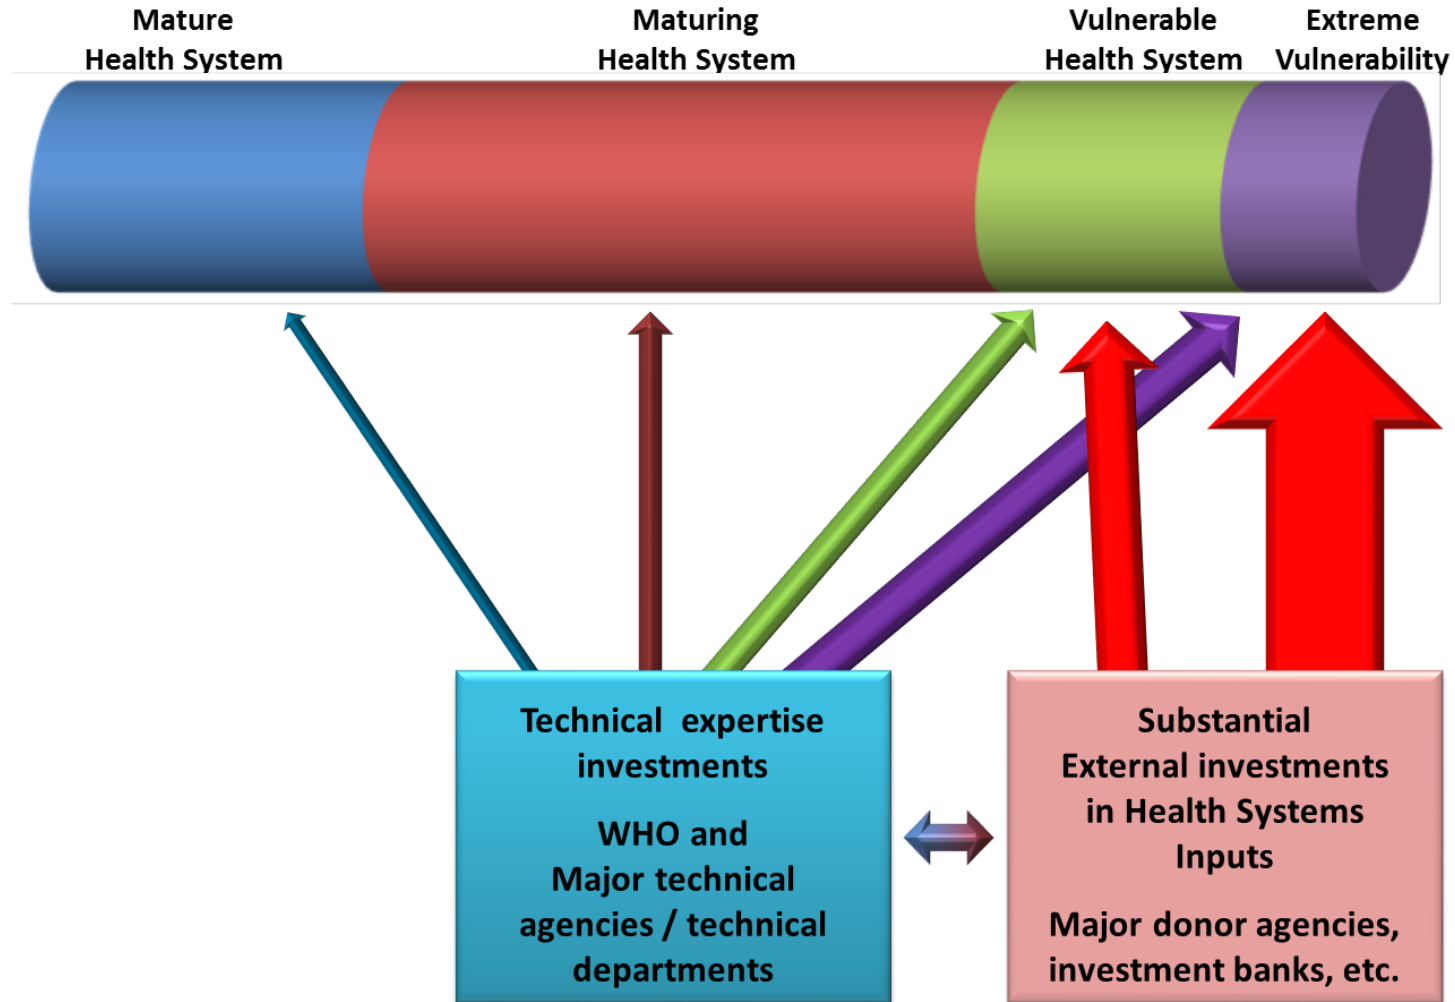 Mature
Health System
Maturing
Health System
Vulnerable
Health System
Extreme
Vulnerability
Technical expertise
investments
WHO and
Major technical
agencies / technical
departments
Substantial
External investments
in Health Systems
Inputs
Major donor agencies,
investment banks, etc.